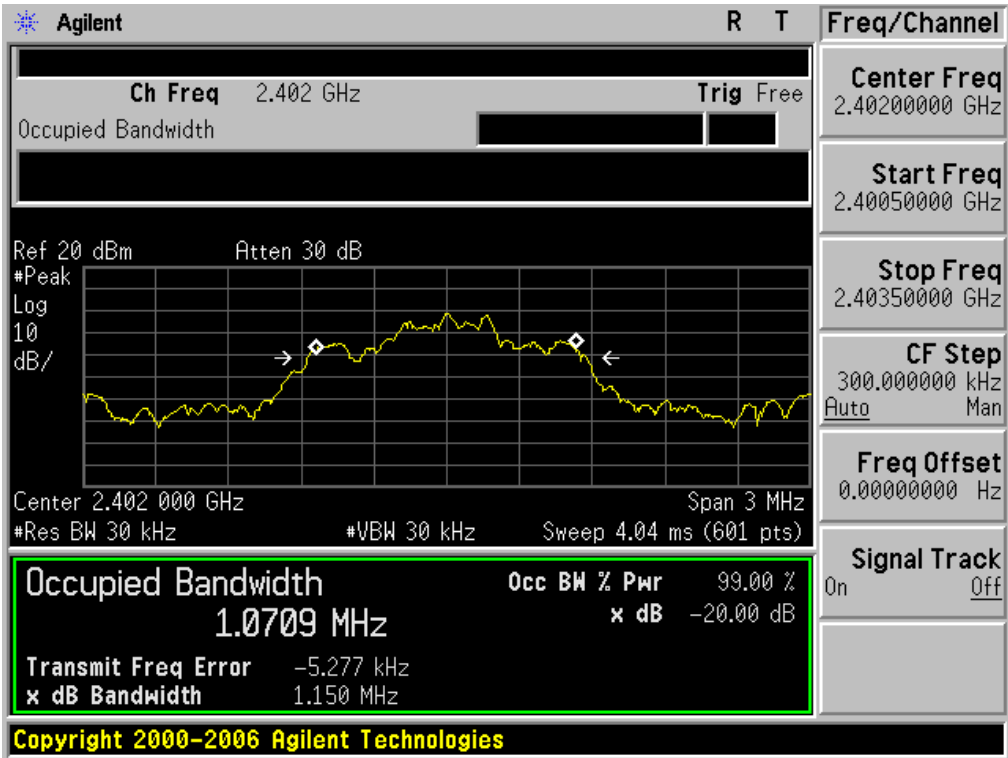 Agilent R T
Ch Freq 2.402 GHz Trig Free
Occupied Bandwidth
Ref 20 dBm Atten 30 dB
#Peak
Log
10
dB/
Center 2.402 000 GHz Span 3 MHz
#Res BW 30 kHz #VBW 30 kHz Sweep 4.04 ms (601 pts)
Occupied Bandwidth
1.0709 MHz
Occ BW % Pwr 99.00 %
x dB -20.00 dB
Transmit Freq Error -5.277 kHz
x dB Bandwidth 1.150 MHz
Copyright 2000-2006 Agilent Technologies
Freq/Channel
Center Freq
2.40200000 GHz
Start Freq
2.40050000 GHz
Stop Freq
2.40350000 GHz
CF Step
300.000000 kHz
Auto Man
Freq Offset
0.00000000 Hz
Signal Track
On Off